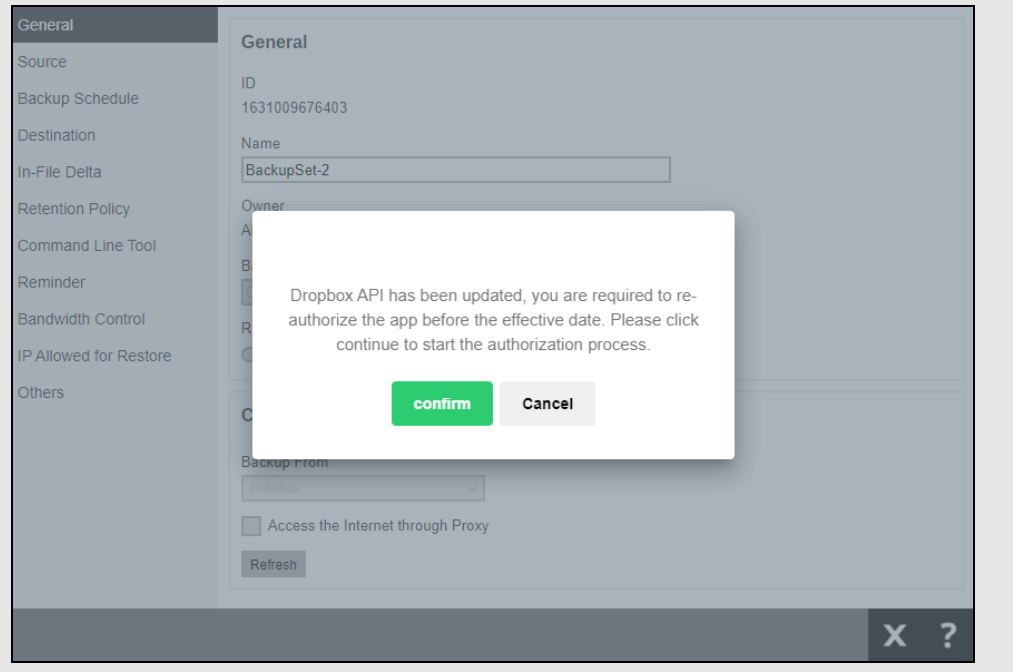 General
Source
Backup Schedule
Destination
In-File Delta
Retention Policy
Command Line Tool
Reminder
Bandwidth Control
IP Allowed for Restore
Others
General
ID
1631009676403
Name
BackupSet-2
Owner
Dropbox API has been updated, you are required to re-
authorize the app before the effective date. Please click
continue to start the authorization process.
confirm
Cancel
Backup From
Dropbox
Access the Internet through Proxy
Refresh
X ?